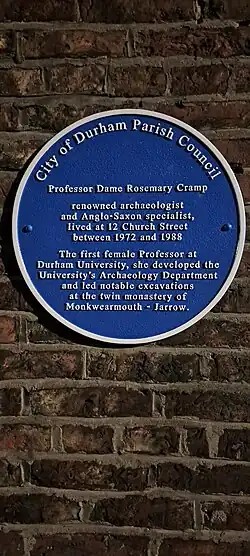 City of Durham Parish Council
Professor Dame Rosemary Cramp
renowned archaeologist
and Anglo-Saxon specialist,
lived at 12 Church Street
between 1972 and 1988
The first female Professor at
Durham University, she developed the
University's Archaeology Department
and led notable excavations
at the twin monastery of
Monkwearmouth - Jarrow.